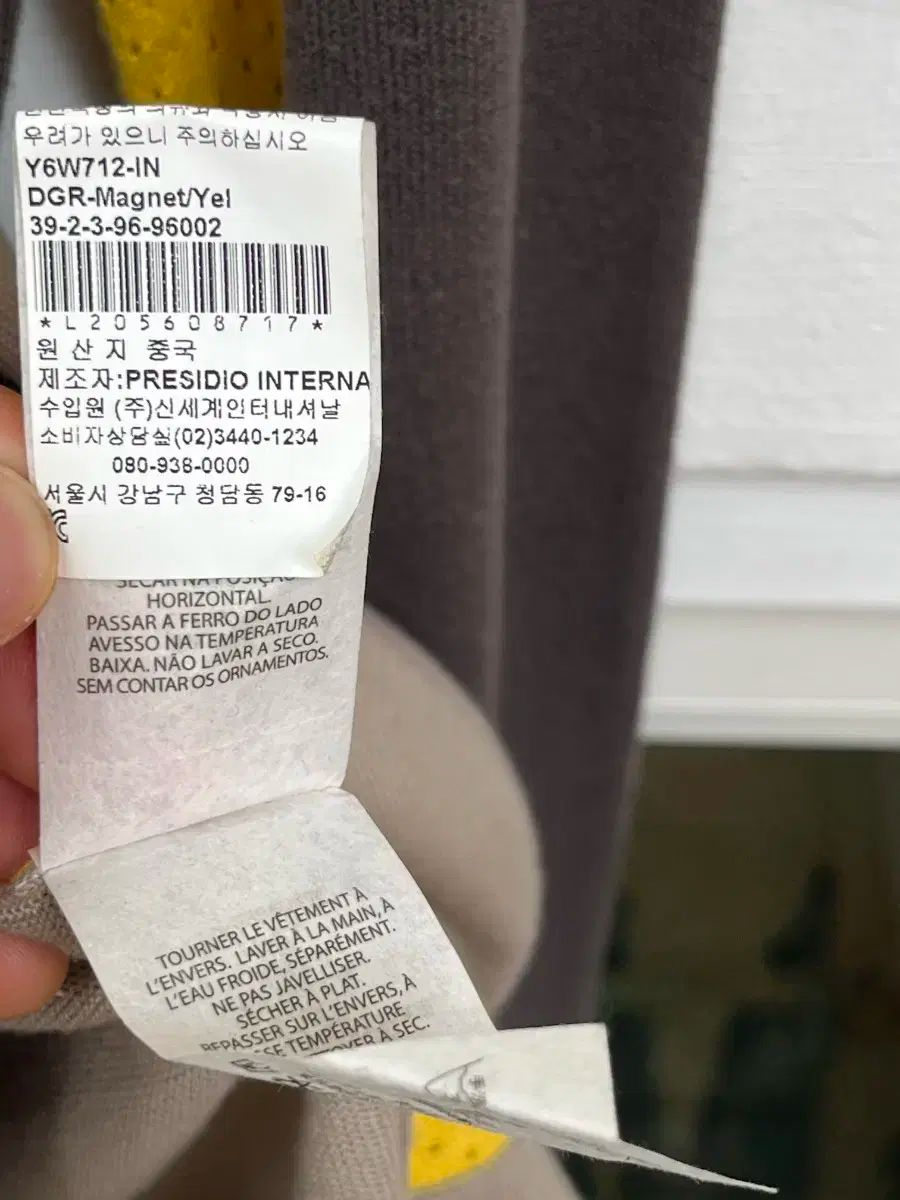 우려가 있으니 주의하십시오
Y6W712-IN
DGR-Magnet/Yel
39-2-3-96-96002
*L205608717*
원산지 중국
제조자:PRESIDIO INTERNA
수입원 (주)신세계인터내셔날
소비자상담실(02)3440-1234
080-938-0000
서울시 강남구 청담동 79-16
SECAR NA POSIÇÃO
HORIZONTAL.
PASSAR A FERRO DO LADO
AVESSO NA TEMPERATURA
BAIXA. NÃO LAVAR A SECO.
SEM CONTAR OS ORNAMENTOS.
TOURNER LE VÊTEMENT À
L'ENVERS. LAVER À LA MAIN, À
L'EAU FROIDE, SÉPARÉMENT.
NE PAS JAVELLISER.
SÉCHER À PLAT.
REPASSER SUR L'ENVERS, À
TEMPÉRATURE
À SEC.